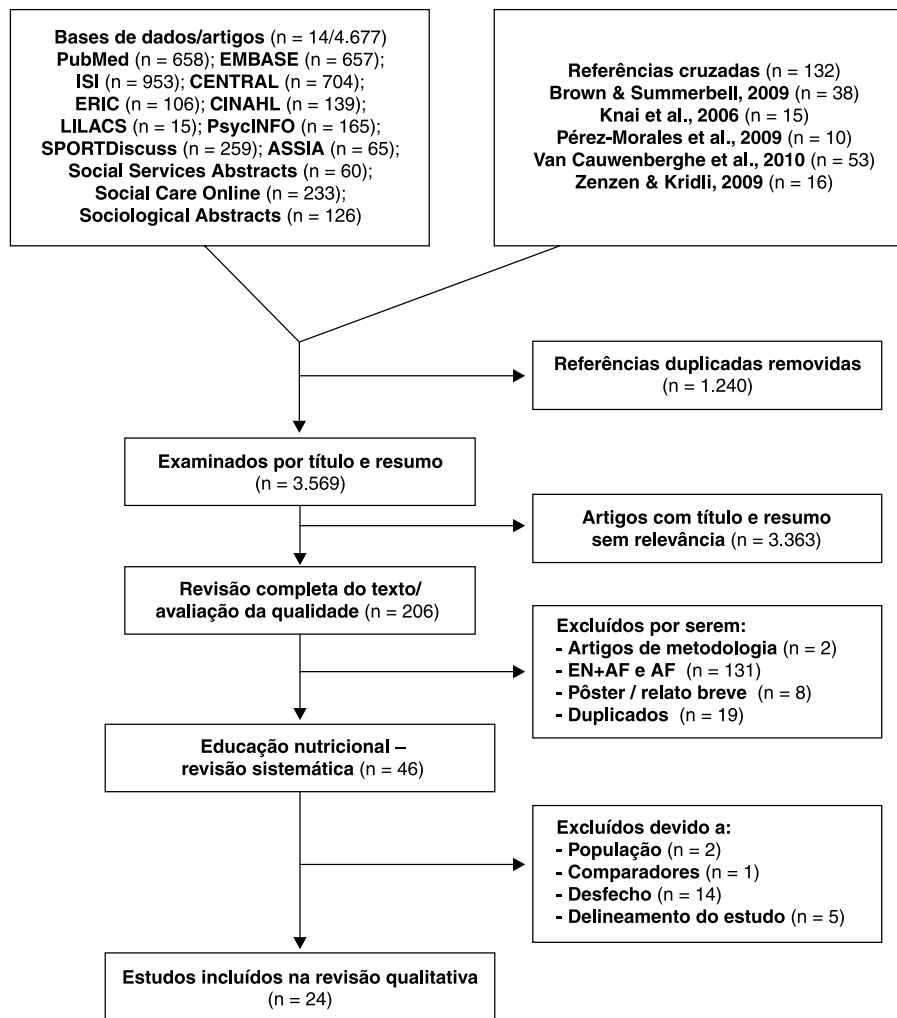 Bases de dados/artigos = 14/4.677)
PubMed (n = 658); EMBASE (n = 657);
ISI (n = 953); CENTRAL (n = 704);
ERIC (n = 106); CINAHL (n = 139);
LILACS (n = 15); PsycINFO (n = 165);
SPORTDiscuss (n = 259); ASSIA (n = 65);
Social Services Abstracts (n = 60);
Social Care Online (n = 233);
Sociological Abstracts (n = 126)
Referências cruzadas (n = 132)
Brown & Summerbell, 2009 (n = 38)
Knai et al., 2006 (n = 15)
Pérez-Morales et al., 2009 (n = 10)
Van Cauwenberghe et al., 2010 (n = 53)
Zenzen & Kridli, 2009 (n = 16)
Referências duplicadas removidas
(n = 1.240)
Examinados por título e resumo
(n = 3.569)
Artigos com título e resumo
sem relevância (n = 3.363)
Revisão completa do texto/
avaliação da qualidade (n = 206)
Excluídos por serem:
- Artigos de metodologia (n = 2)
- EN+AF e AF (n = 131)
- Pôster / relato breve (n = 8)
- Duplicados (n = 19)
Educação nutricional –
revisão sistemática (n = 46)
Excluídos devido a:
- População (n = 2)
- Comparadores (n = 1)
- Desfecho (n = 14)
- Delineamento do estudo (n = 5)
Estudos incluídos na revisão qualitativa
(n = 24)